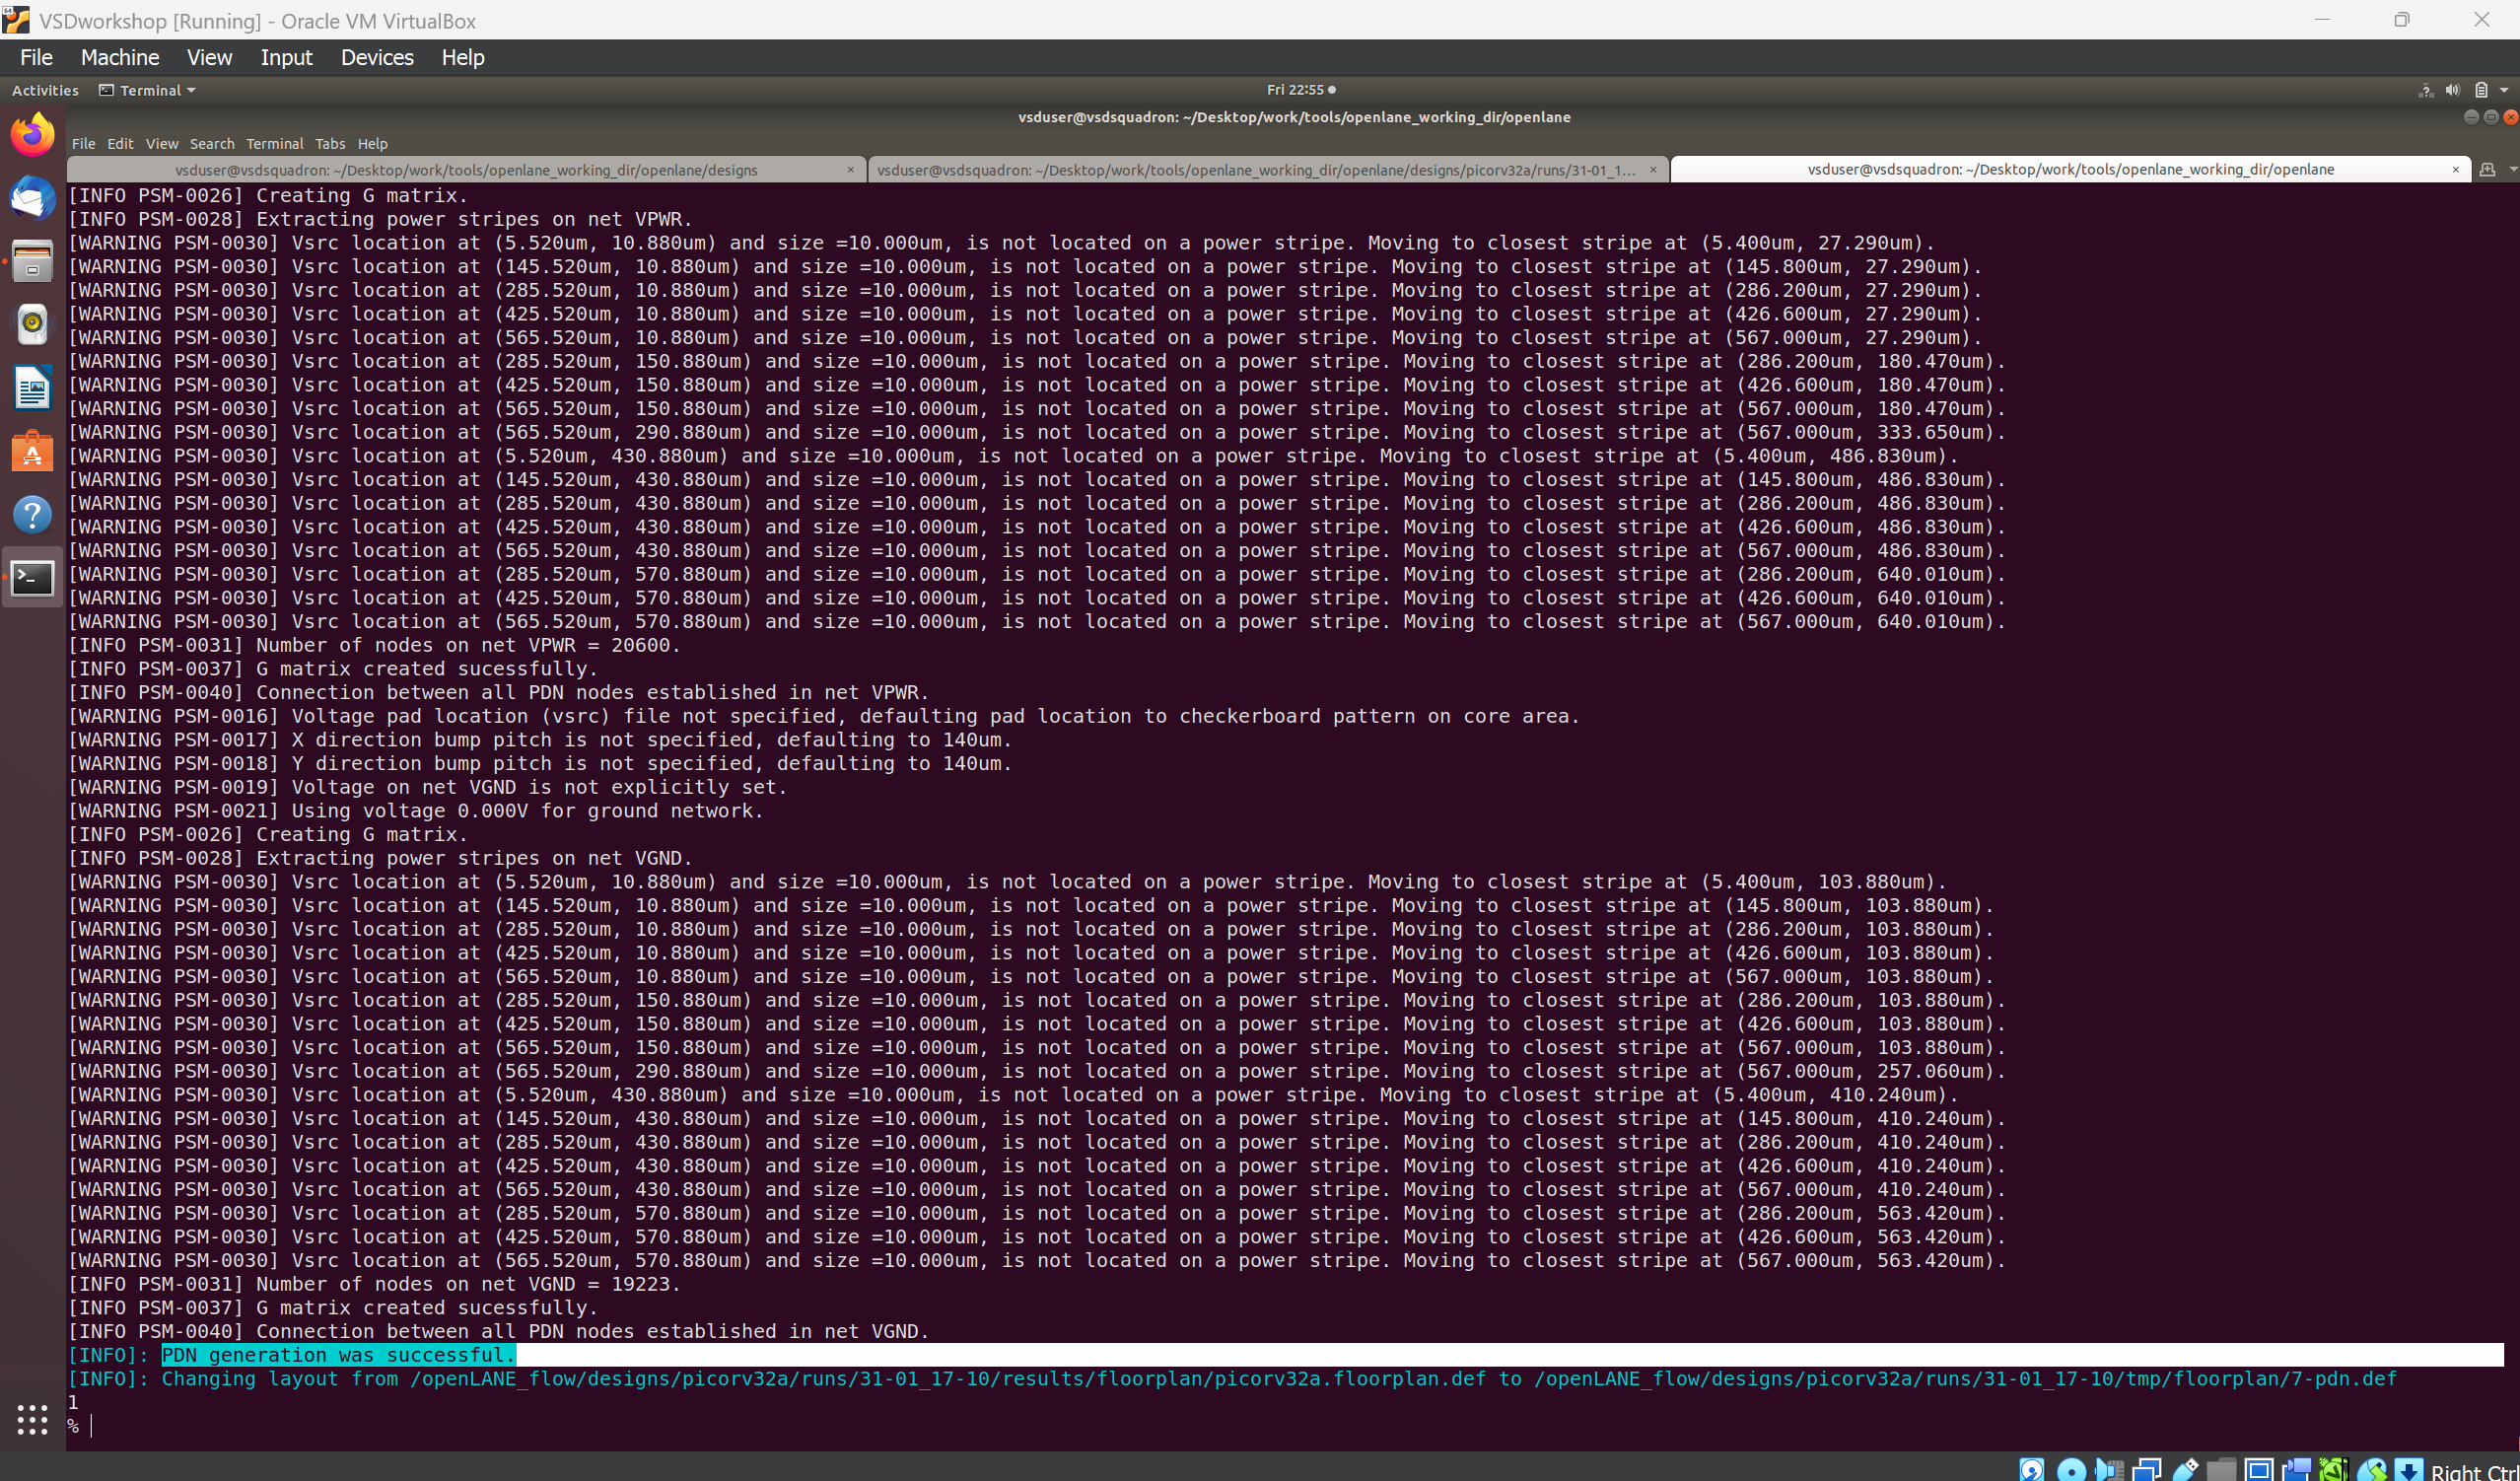 VSDworkshop [Running] - Oracle VM VirtualBox
File Machine View Input Devices Help
Activities Terminal Fri 22:55
vsduser@vsdsquadron: ~/Desktop/work/tools/openlane_working_dir/openlane
File Edit View Search Terminal Tabs Help
vsduser@vsdsquadron: ~/Desktop/work/tools/openlane_working_dir/openlane/designs
vsduser@vsdsquadron: ~/Desktop/work/tools/openlane_working_dir/openlane/designs/picorv32a/runs/31-01_1...
vsduser@vsdsquadron: ~/Desktop/work/tools/openlane_working_dir/openlane
[INFO PSM-0026] Creating G matrix.
[INFO PSM-0028] Extracting power stripes on net VPWR.
[WARNING PSM-0030] Vsrc location at (5.520um, 10.880um) and size =10.000um, is not located on a power stripe. Moving to closest stripe at (5.400um, 27.290um).
[WARNING PSM-0030] Vsrc location at (145.520um, 10.880um) and size =10.000um, is not located on a power stripe. Moving to closest stripe at (145.800um, 27.290um).
[WARNING PSM-0030] Vsrc location at (285.520um, 10.880um) and size =10.000um, is not located on a power stripe. Moving to closest stripe at (286.200um, 27.290um).
[WARNING PSM-0030] Vsrc location at (425.520um, 10.880um) and size =10.000um, is not located on a power stripe. Moving to closest stripe at (426.600um, 27.290um).
[WARNING PSM-0030] Vsrc location at (565.520um, 10.880um) and size =10.000um, is not located on a power stripe. Moving to closest stripe at (567.000um, 27.290um).
[WARNING PSM-0030] Vsrc location at (285.520um, 150.880um) and size =10.000um, is not located on a power stripe. Moving to closest stripe at (286.200um, 180.470um).
[WARNING PSM-0030] Vsrc location at (425.520um, 150.880um) and size =10.000um, is not located on a power stripe. Moving to closest stripe at (426.600um, 180.470um).
[WARNING PSM-0030] Vsrc location at (565.520um, 150.880um) and size =10.000um, is not located on a power stripe. Moving to closest stripe at (567.000um, 180.470um).
[WARNING PSM-0030] Vsrc location at (565.520um, 290.880um) and size =10.000um, is not located on a power stripe. Moving to closest stripe at (567.000um, 333.650um).
[WARNING PSM-0030] Vsrc location at (5.520um, 430.880um) and size =10.000um, is not located on a power stripe. Moving to closest stripe at (5.400um, 486.830um).
[WARNING PSM-0030] Vsrc location at (145.520um, 430.880um) and size =10.000um, is not located on a power stripe. Moving to closest stripe at (145.800um, 486.830um).
[WARNING PSM-0030] Vsrc location at (285.520um, 430.880um) and size =10.000um, is not located on a power stripe. Moving to closest stripe at (286.200um, 486.830um).
[WARNING PSM-0030] Vsrc location at (425.520um, 430.880um) and size =10.000um, is not located on a power stripe. Moving to closest stripe at (426.600um, 486.830um).
[WARNING PSM-0030] Vsrc location at (565.520um, 430.880um) and size =10.000um, is not located on a power stripe. Moving to closest stripe at (567.000um, 486.830um).
[WARNING PSM-0030] Vsrc location at (285.520um, 570.880um) and size =10.000um, is not located on a power stripe. Moving to closest stripe at (286.200um, 640.010um).
[WARNING PSM-0030] Vsrc location at (425.520um, 570.880um) and size =10.000um, is not located on a power stripe. Moving to closest stripe at (426.600um, 640.010um).
[WARNING PSM-0030] Vsrc location at (565.520um, 570.880um) and size =10.000um, is not located on a power stripe. Moving to closest stripe at (567.000um, 640.010um).
[INFO PSM-0031] Number of nodes on net VPWR = 20600.
[INFO PSM-0037] G matrix created sucessfully.
[INFO PSM-0040] Connection between all PDN nodes established in net VPWR.
[WARNING PSM-0016] Voltage pad location (vsrc) file not specified, defaulting pad location to checkerboard pattern on core area.
[WARNING PSM-0017] X direction bump pitch is not specified, defaulting to 140um.
[WARNING PSM-0018] Y direction bump pitch is not specified, defaulting to 140um.
[WARNING PSM-0019] Voltage on net VGND is not explicitly set.
[WARNING PSM-0021] Using voltage 0.000V for ground network.
[INFO PSM-0026] Creating G matrix.
[INFO PSM-0028] Extracting power stripes on net VGND.
[WARNING PSM-0030] Vsrc location at (5.520um, 10.880um) and size =10.000um, is not located on a power stripe. Moving to closest stripe at (5.400um, 103.880um).
[WARNING PSM-0030] Vsrc location at (145.520um, 10.880um) and size =10.000um, is not located on a power stripe. Moving to closest stripe at (145.800um, 103.880um).
[WARNING PSM-0030] Vsrc location at (285.520um, 10.880um) and size =10.000um, is not located on a power stripe. Moving to closest stripe at (286.200um, 103.880um).
[WARNING PSM-0030] Vsrc location at (425.520um, 10.880um) and size =10.000um, is not located on a power stripe. Moving to closest stripe at (426.600um, 103.880um).
[WARNING PSM-0030] Vsrc location at (565.520um, 10.880um) and size =10.000um, is not located on a power stripe. Moving to closest stripe at (567.000um, 103.880um).
[WARNING PSM-0030] Vsrc location at (285.520um, 150.880um) and size =10.000um, is not located on a power stripe. Moving to closest stripe at (286.200um, 103.880um).
[WARNING PSM-0030] Vsrc location at (425.520um, 150.880um) and size =10.000um, is not located on a power stripe. Moving to closest stripe at (426.600um, 103.880um).
[WARNING PSM-0030] Vsrc location at (565.520um, 150.880um) and size =10.000um, is not located on a power stripe. Moving to closest stripe at (567.000um, 103.880um).
[WARNING PSM-0030] Vsrc location at (565.520um, 290.880um) and size =10.000um, is not located on a power stripe. Moving to closest stripe at (567.000um, 257.060um).
[WARNING PSM-0030] Vsrc location at (5.520um, 430.880um) and size =10.000um, is not located on a power stripe. Moving to closest stripe at (5.400um, 410.240um).
[WARNING PSM-0030] Vsrc location at (145.520um, 430.880um) and size =10.000um, is not located on a power stripe. Moving to closest stripe at (145.800um, 410.240um).
[WARNING PSM-0030] Vsrc location at (285.520um, 430.880um) and size =10.000um, is not located on a power stripe. Moving to closest stripe at (286.200um, 410.240um).
[WARNING PSM-0030] Vsrc location at (425.520um, 430.880um) and size =10.000um, is not located on a power stripe. Moving to closest stripe at (426.600um, 410.240um).
[WARNING PSM-0030] Vsrc location at (565.520um, 430.880um) and size =10.000um, is not located on a power stripe. Moving to closest stripe at (567.000um, 410.240um).
[WARNING PSM-0030] Vsrc location at (285.520um, 570.880um) and size =10.000um, is not located on a power stripe. Moving to closest stripe at (286.200um, 563.420um).
[WARNING PSM-0030] Vsrc location at (425.520um, 570.880um) and size =10.000um, is not located on a power stripe. Moving to closest stripe at (426.600um, 563.420um).
[WARNING PSM-0030] Vsrc location at (565.520um, 570.880um) and size =10.000um, is not located on a power stripe. Moving to closest stripe at (567.000um, 563.420um).
[INFO PSM-0031] Number of nodes on net VGND = 19223.
[INFO PSM-0037] G matrix created sucessfully.
[INFO PSM-0040] Connection between all PDN nodes established in net VGND.
[INFO]: PDN generation was successful.
[INFO]: Changing layout from /openLANE_flow/designs/picorv32a/runs/31-01_17-10/results/floorplan/picorv32a.floorplan.def to /openLANE_flow/designs/picorv32a/runs/31-01_17-10/tmp/floorplan/7-pdn.def
1
%
Right Ctrl